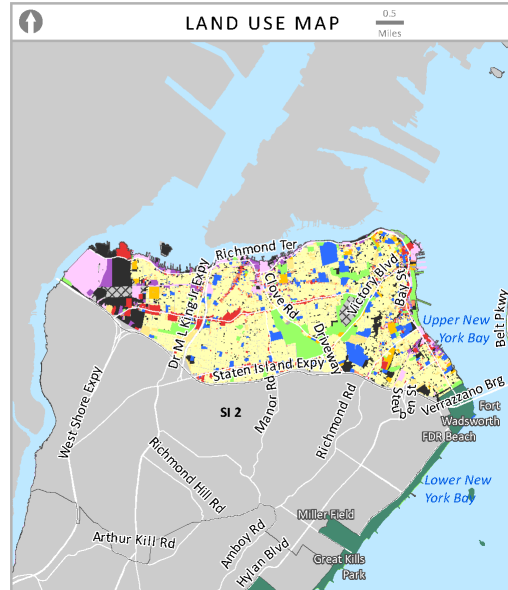 LAND USE MAP
0.5
Miles
Richmond Ter
Dr M L King Jr Expy
Clove Rd
Victory Blvd
Bay St
Driveway
Upper New
York Bay
Belt Pkwy
Staten Island Expy
West Shore Expy
SI 2
Manor Rd
Richmond Rd
Verrazzano Brg
Fort
Wadsworth
FDR Beach
Richmond Hill Rd
Lower New
York Bay
Miller Field
Arthur Kill Rd
Amboy Rd
Hylan Blvd
Great Kills
Park